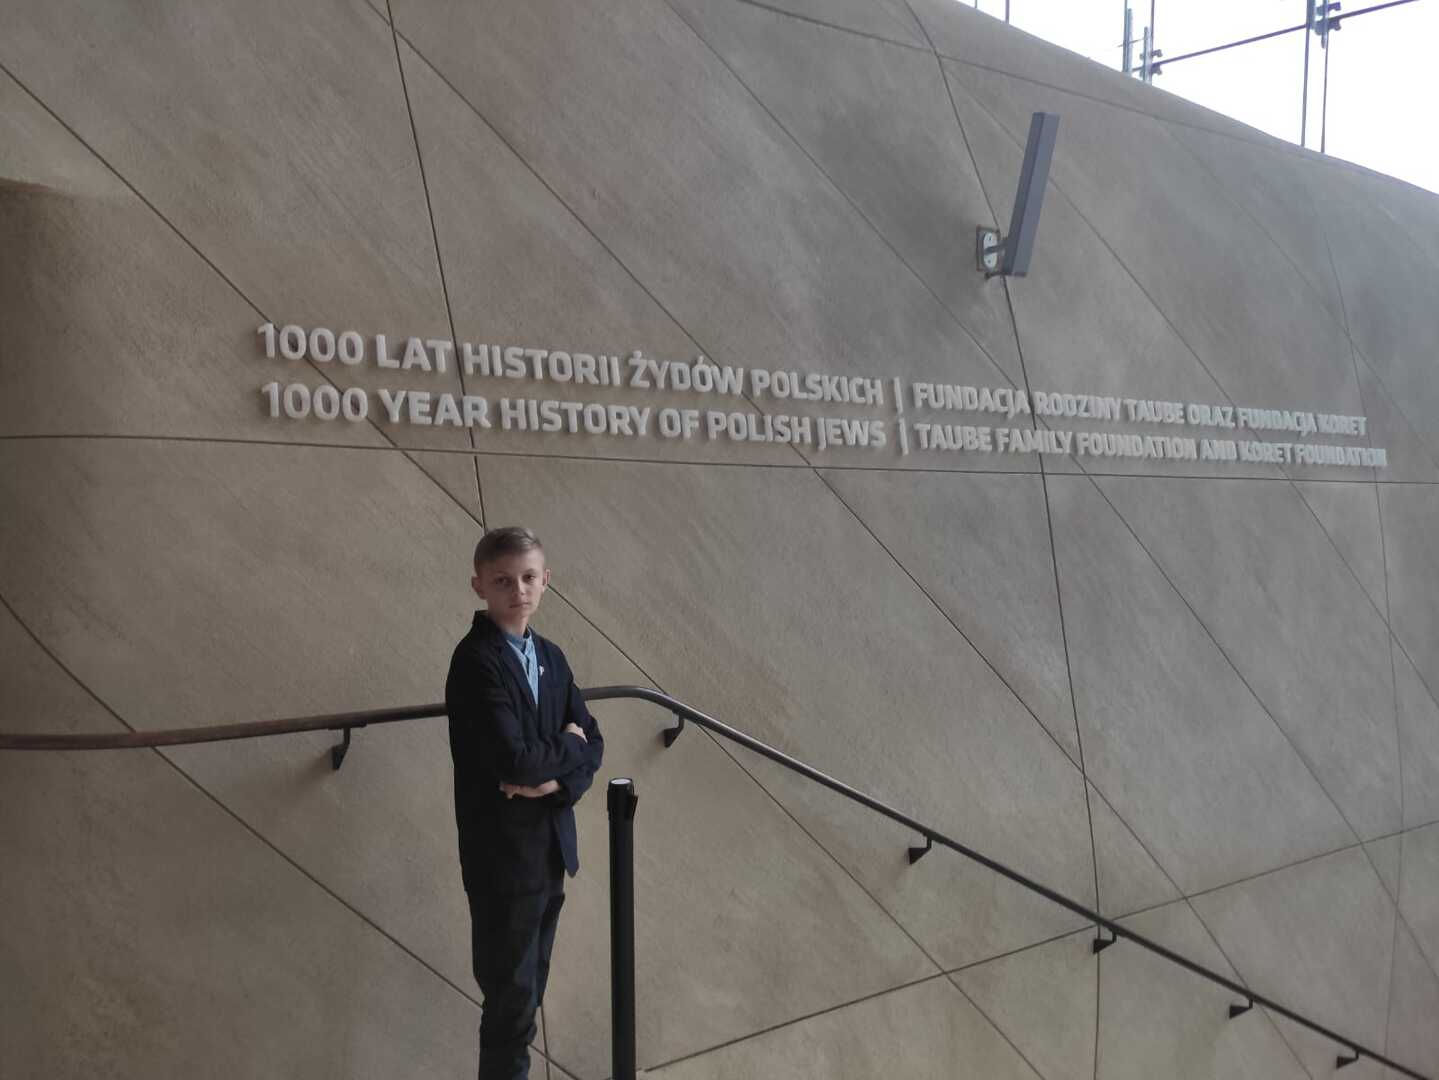 1000 LAT HISTORII ŻYDÓW POLSKICH | FUNDACJA RODZINY TAUBE ORAZ FUNDACJA KORET
1000 YEAR HISTORY OF POLISH JEWS | TAUBE FAMILY FOUNDATION AND KORET FOUNDATION